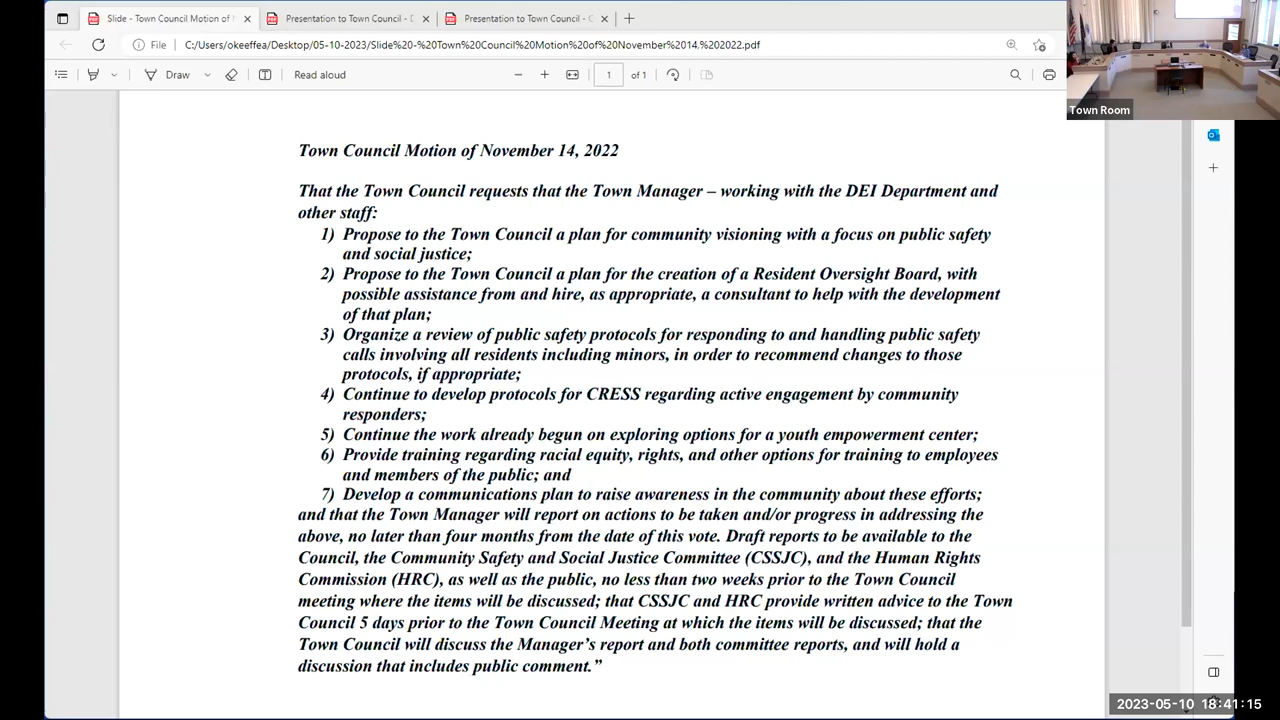 Slide - Town Council Motion of
Presentation to Town Council -
Presentation to Town Council -
File
C:/Users/okeeffea/Desktop/05-10-2023/Slide%20-%20Town%20Council%20Motion%20of%20November%2014.%202022.pdf
Draw
Read aloud
1
of 1
Town Room
Town Council Motion of November 14, 2022
That the Town Council requests that the Town Manager – working with the DEI Department and
other staff:
1) Propose to the Town Council a plan for community visioning with a focus on public safety
and social justice;
2) Propose to the Town Council a plan for the creation of a Resident Oversight Board, with
possible assistance from and hire, as appropriate, a consultant to help with the development
of that plan;
3) Organize a review of public safety protocols for responding to and handling public safety
calls involving all residents including minors, in order to recommend changes to those
protocols, if appropriate;
4) Continue to develop protocols for CRESS regarding active engagement by community
responders;
5) Continue the work already begun on exploring options for a youth empowerment center;
6) Provide training regarding racial equity, rights, and other options for training to employees
and members of the public; and
7) Develop a communications plan to raise awareness in the community about these efforts;
and that the Town Manager will report on actions to be taken and/or progress in addressing the
above, no later than four months from the date of this vote. Draft reports to be available to the
Council, the Community Safety and Social Justice Committee (CSSJC), and the Human Rights
Commission (HRC), as well as the public, no less than two weeks prior to the Town Council
meeting where the items will be discussed; that CSSJC and HRC provide written advice to the Town
Council 5 days prior to the Town Council Meeting at which the items will be discussed; that the
Town Council will discuss the Manager’s report and both committee reports, and will hold a
discussion that includes public comment.”
2023-05-10 18:41:15